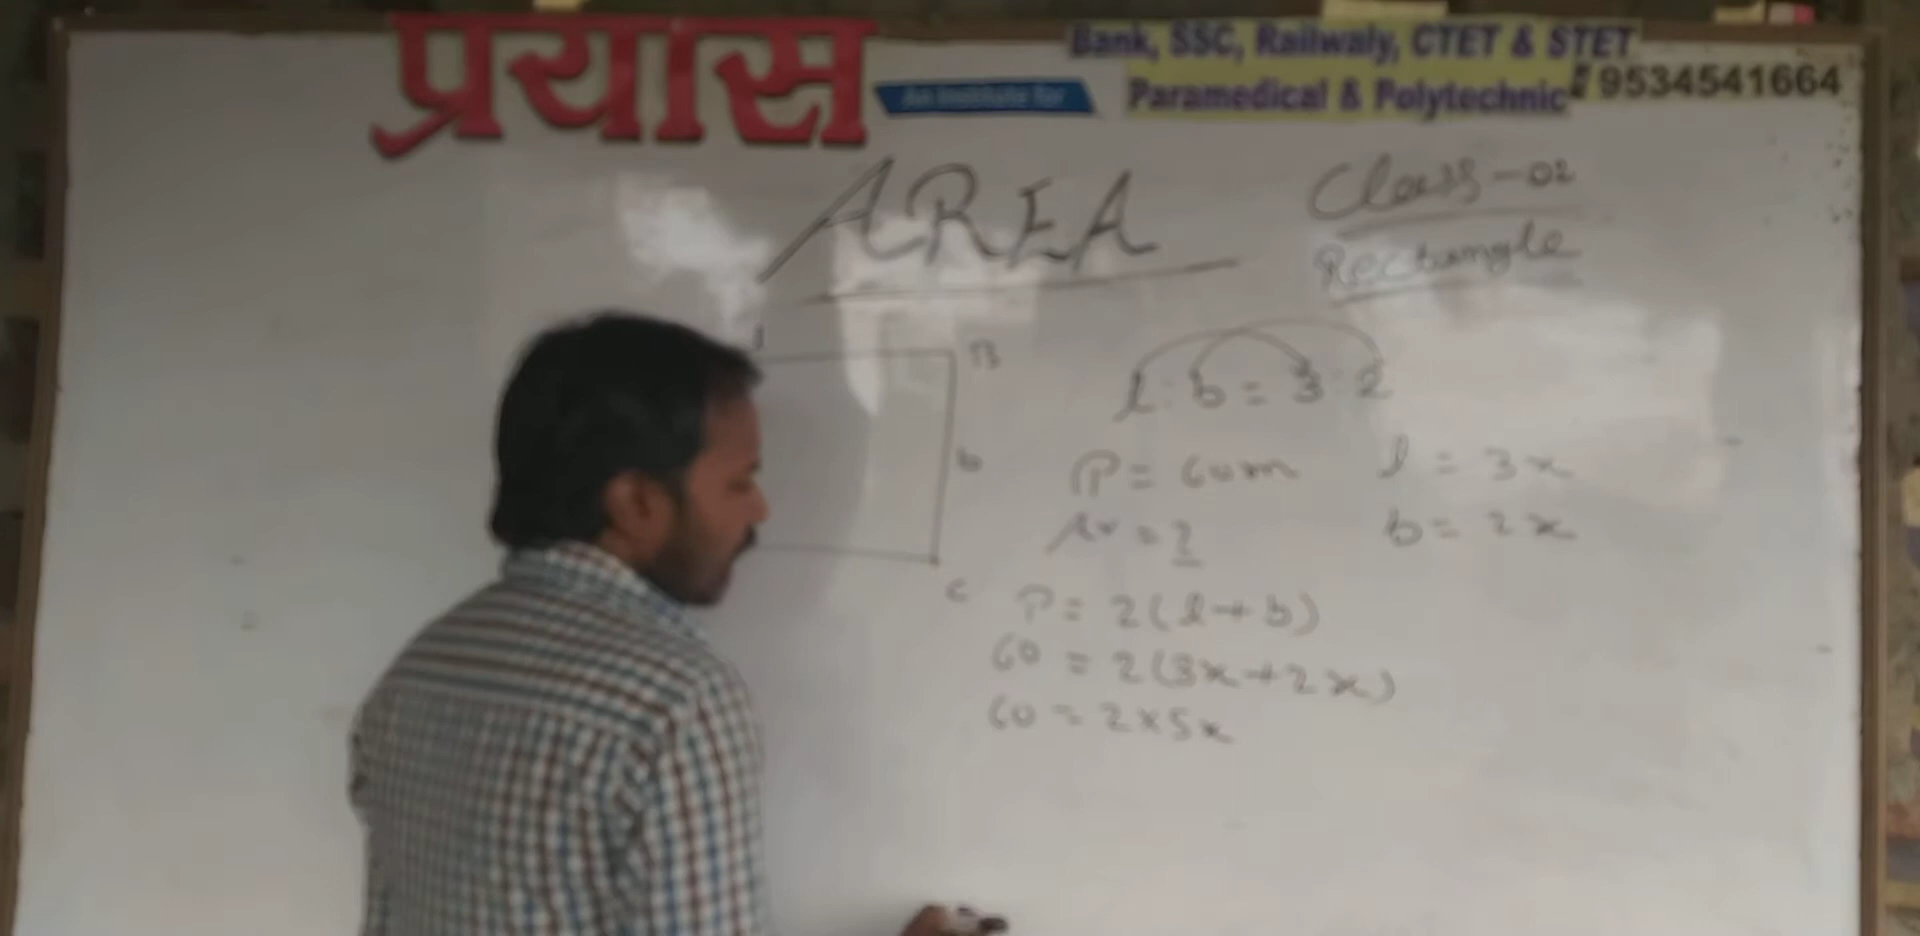 प्रयास
An Institute for
Bank, SSC, Railwaly, CTET & STET
Paramedical & Polytechnic
9534541664
AREA
Class-02
Rectangle
l
B
b
C
l : b = 3 : 2
P = 60m
l = 3x
Ar = ?
b = 2x
P = 2(l+b)
60 = 2(3x+2x)
60 = 2×5x